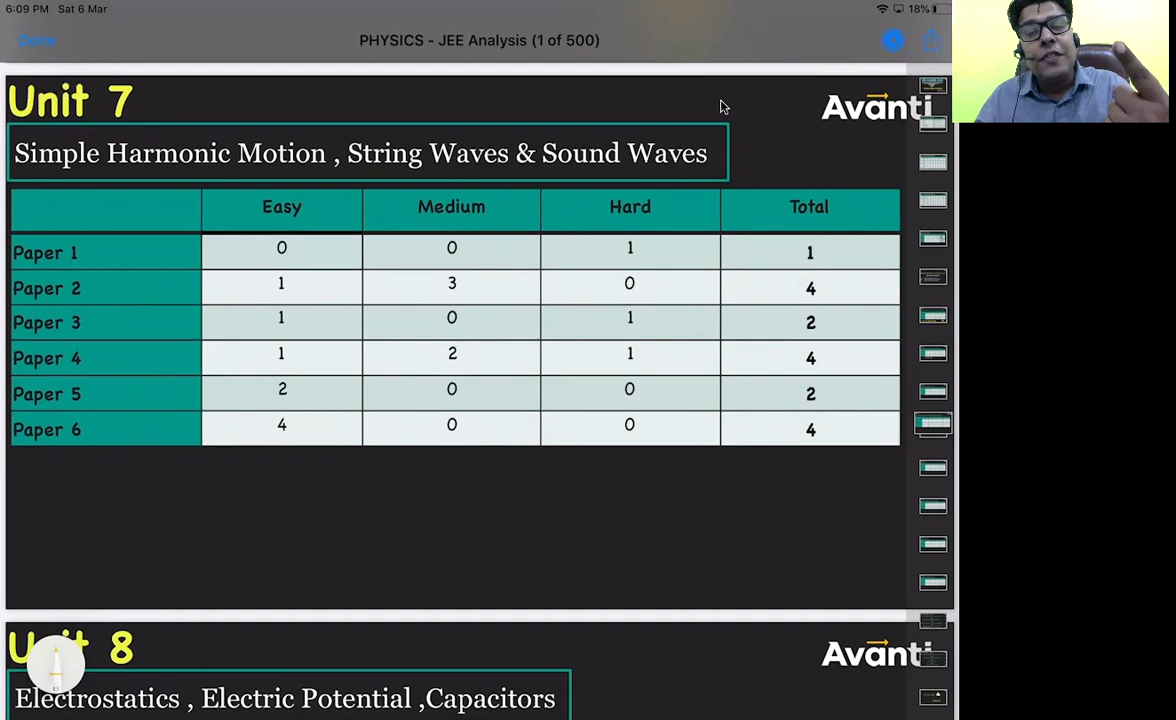 6:09 PM Sat 6 Mar 18%
Done PHYSICS - JEE Analysis (1 of 500)
Unit 7
Avanti
Simple Harmonic Motion , String Waves & Sound Waves
Easy Medium Hard Total
Paper 1 0 0 1 1
Paper 2 1 3 0 4
Paper 3 1 0 1 2
Paper 4 1 2 1 4
Paper 5 2 0 0 2
Paper 6 4 0 0 4
Unit 8
Avanti
Electrostatics , Electric Potential ,Capacitors